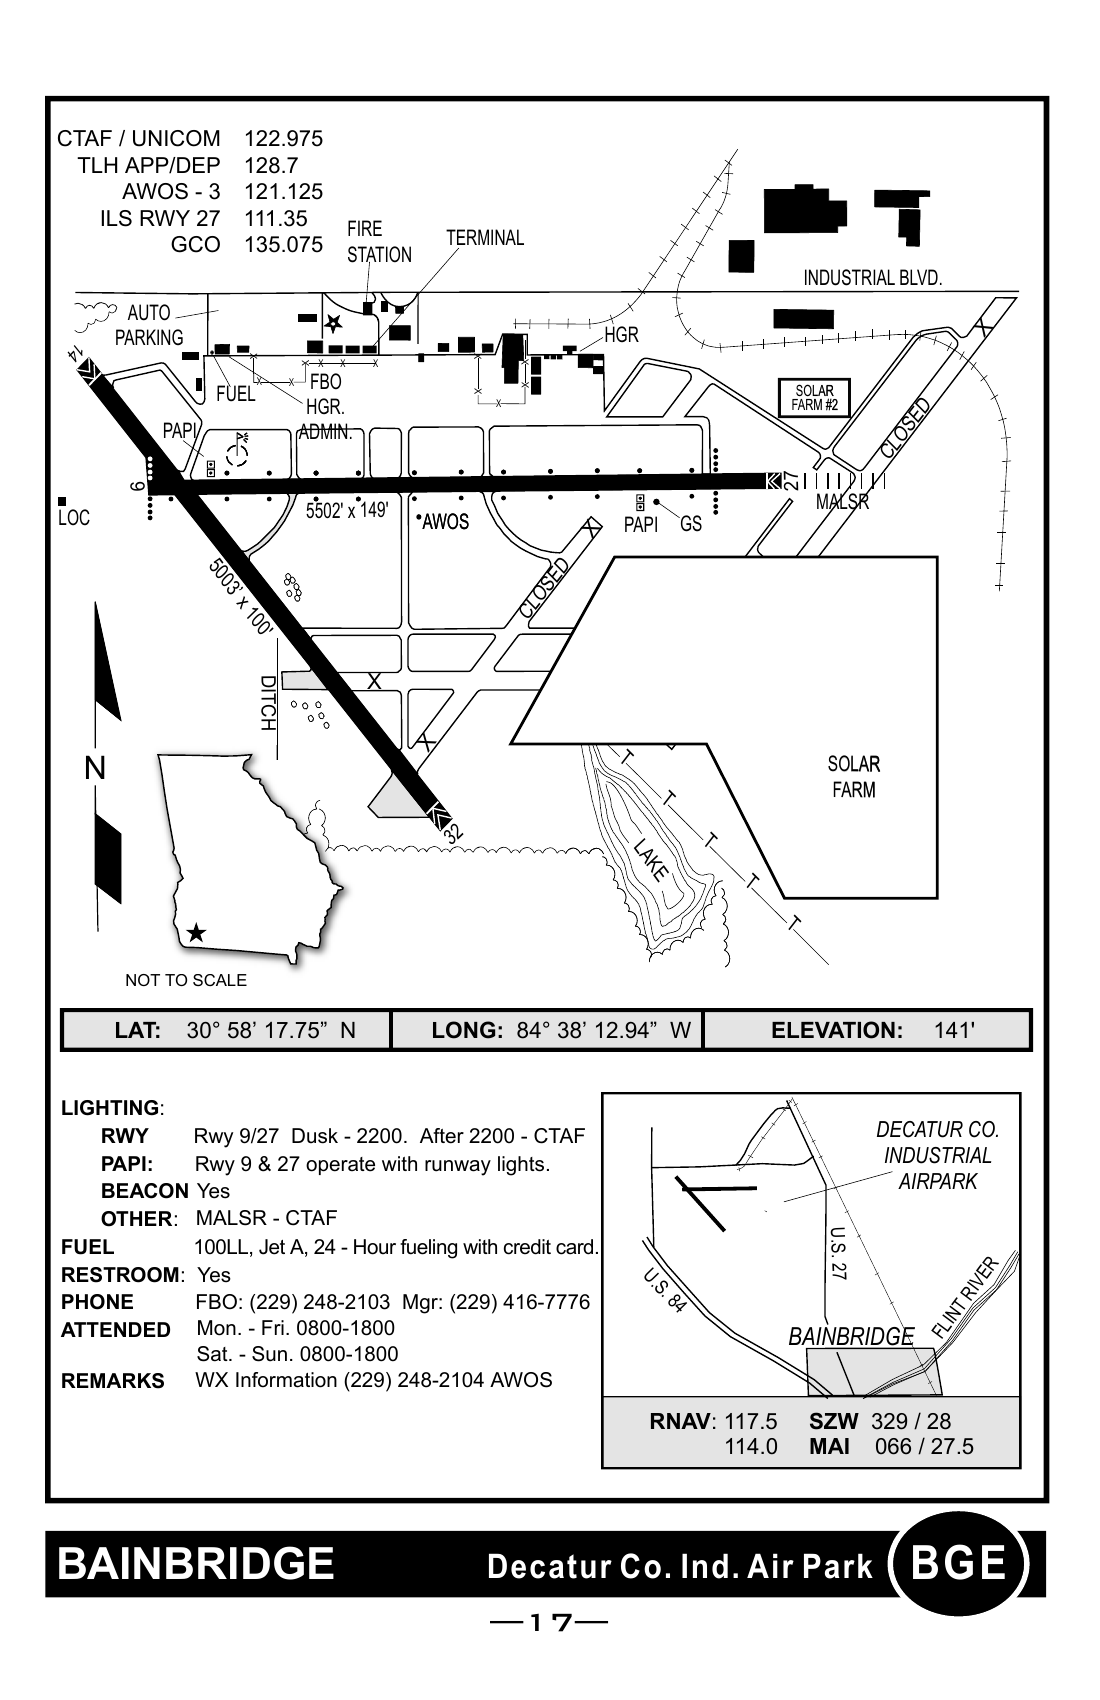 CTAF / UNICOM 122.975
TLH APP/DEP 128.7
AWOS - 3 121.125
ILS RWY 27 111.35
GCO 135.075
FIRE
STATION
TERMINAL
INDUSTRIAL BLVD.
AUTO
PARKING
HGR
14
FUEL
FBO
HGR.
ADMIN.
SOLAR
FARM #2
X
CLOSED
PAPI
9
27
MALSR
LOC
5502' x 149'
AWOS
PAPI
GS
X
CLOSED
5003' x 100'
DITCH
X
X
N
SOLAR
FARM
32
LAKE
T
T
T
T
T
NOT TO SCALE
LAT: 30° 58’ 17.75” N LONG: 84° 38’ 12.94” W ELEVATION: 141'
LIGHTING:
RWY Rwy 9/27 Dusk - 2200. After 2200 - CTAF
PAPI: Rwy 9 & 27 operate with runway lights.
BEACON Yes
OTHER: MALSR - CTAF
FUEL 100LL, Jet A, 24 - Hour fueling with credit card.
RESTROOM: Yes
PHONE FBO: (229) 248-2103 Mgr: (229) 416-7776
ATTENDED Mon. - Fri. 0800-1800
Sat. - Sun. 0800-1800
REMARKS WX Information (229) 248-2104 AWOS
DECATUR CO.
INDUSTRIAL
AIRPARK
U.S. 27
U.S. 84
FLINT RIVER
BAINBRIDGE
RNAV: 117.5 SZW 329 / 28
114.0 MAI 066 / 27.5
BAINBRIDGE Decatur Co. Ind. Air Park BGE
—17—